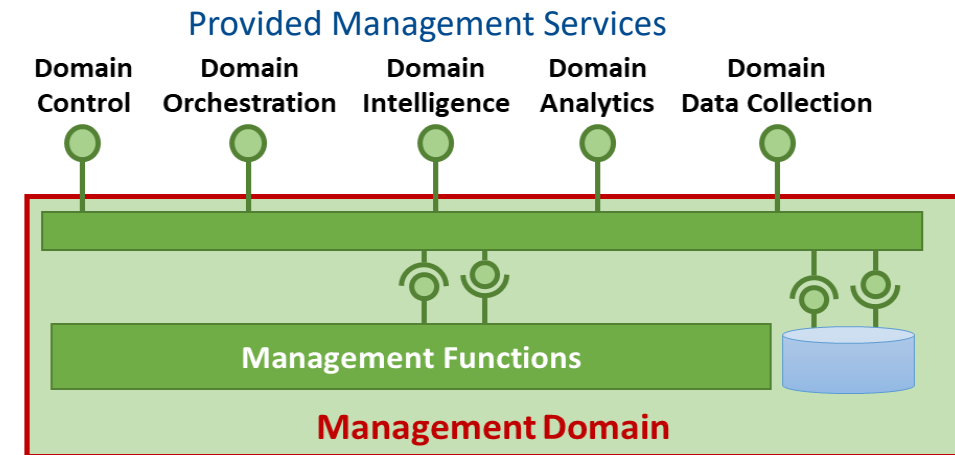 Provided Management Services
Domain Control
Domain Orchestration
Domain Intelligence
Domain Analytics
Domain Data Collection
Management Functions
Management Domain